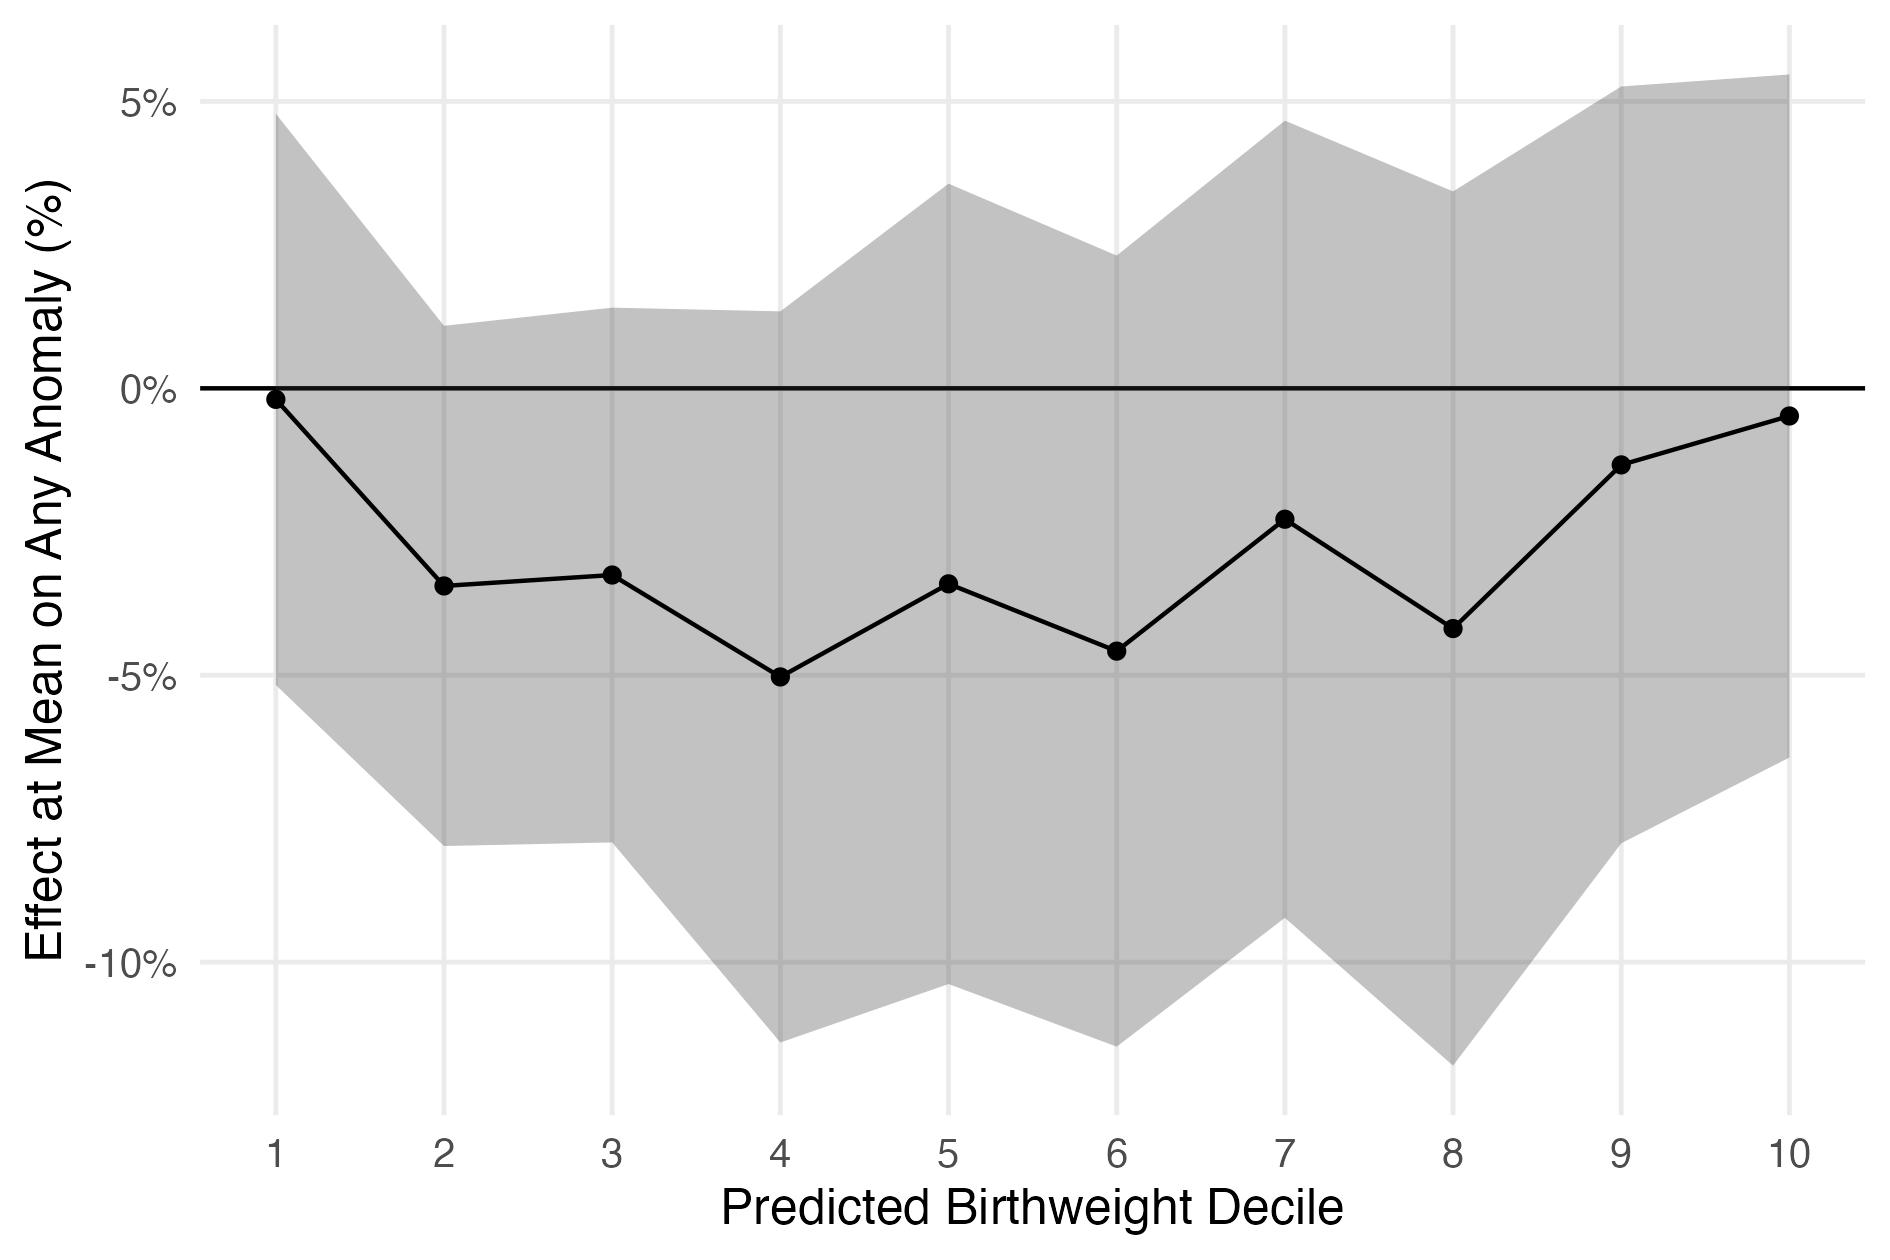 Effect at Mean on Any Anomaly (%)
5%
0%
-5%
-10%
1 2 3 4 5 6 7 8 9 10
Predicted Birthweight Decile